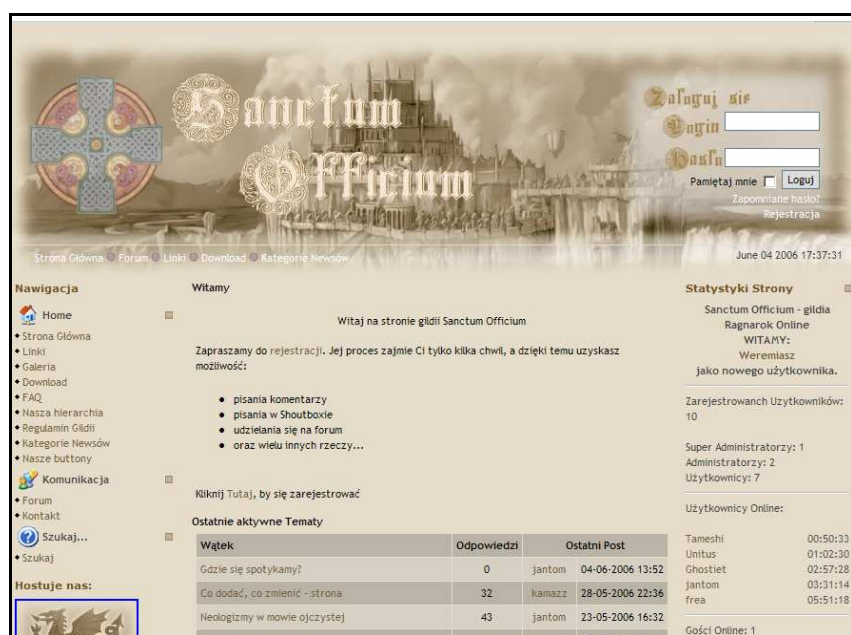 Sanctum
Officium
Zaloguj sie
Login
Hasło
Pamiętaj mnie
Loguj
Zapomniane hasło?
Rejestracja
Strona Główna Forum Linki Download Kategorie Newsów
June 04 2006 17:37:31
Nawigacja
Home
Strona Główna
Linki
Galeria
Download
FAQ
Nasza hierarchia
Regulamin Gildii
Kategorie Newsów
Nasze buttony
Komunikacja
Forum
Kontakt
Szukaj...
Szukaj
Hostuje nas:
Witamy
Witaj na stronie gildii Sanctum Officium
Zapraszamy do rejestracji. Jej proces zajmie Ci tylko kilka chwil, a dzięki temu uzyskasz
możliwość:
pisania komentarzy
pisania w Shoutboxie
udzielania się na forum
oraz wielu innych rzeczy...
Kliknij Tutaj, by się zarejestrować
Ostatnie aktywne Tematy
Wątek Odpowiedzi Ostatni Post
Gdzie się spotykamy? 0 jantom 04-06-2006 13:52
Co dodać, co zmienić - strona 32 kamazz 28-05-2006 22:36
Neologizmy w mowie ojczystej 43 jantom 23-05-2006 16:32
Statystyki Strony
Sanctum Officium - gildia
Ragnarok Online
WITAMY:
Weremiasz
jako nowego użytkownika.
Zarejestrowanch Uzytkowników:
10
Super Administratorzy: 1
Administratorzy: 2
Użytkownicy: 7
Użytkownicy Online:
Tameshi 00:50:33
Unitus 01:02:30
Ghostiet 02:57:28
jantom 03:31:14
frea 05:51:18
Gości Online: 1